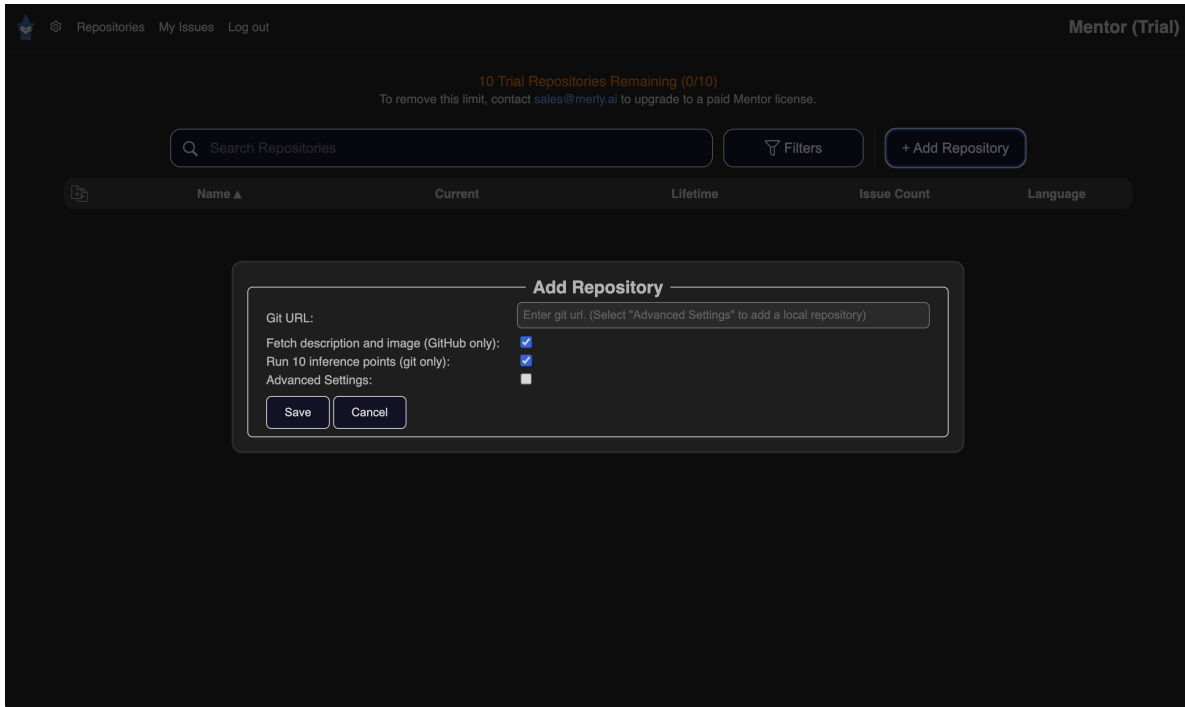 Repositories My Issues Log out Mentor (Trial)
10 Trial Repositories Remaining (0/10)
To remove this limit, contact sales@merly.ai to upgrade to a paid Mentor license.
Search Repositories Filters + Add Repository
Name ▲ Current Lifetime Issue Count Language
Add Repository
Git URL: Enter git url. (Select "Advanced Settings" to add a local repository)
Fetch description and image (GitHub only):
Run 10 inference points (git only):
Advanced Settings:
Save Cancel